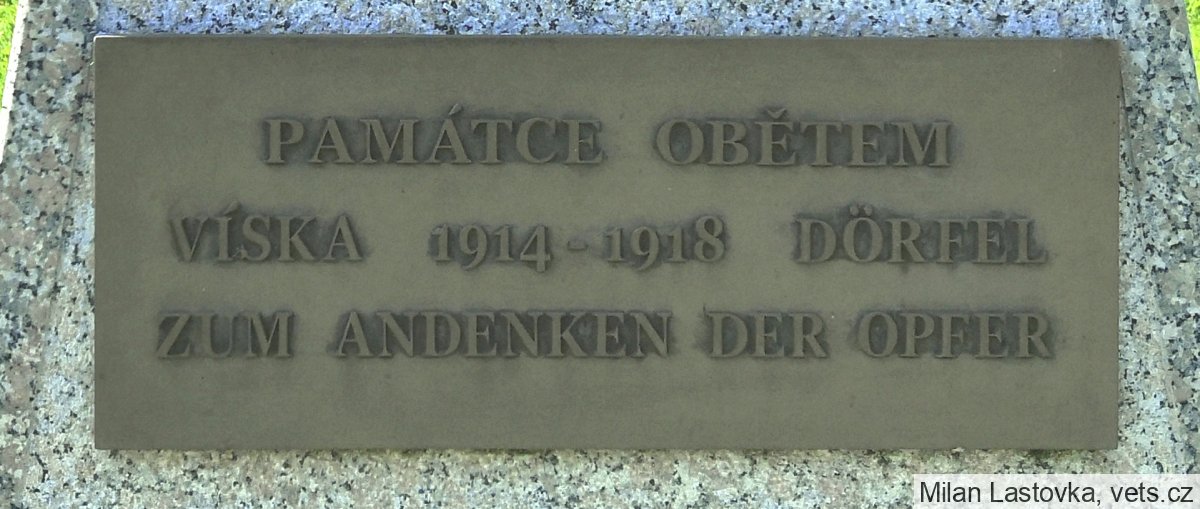 PAMÁTCE OBĚTEM
VÍSKA 1914-1918 DÖRFEL
ZUM ANDENKEN DER OPFER
Milan Lastovka, vets.cz